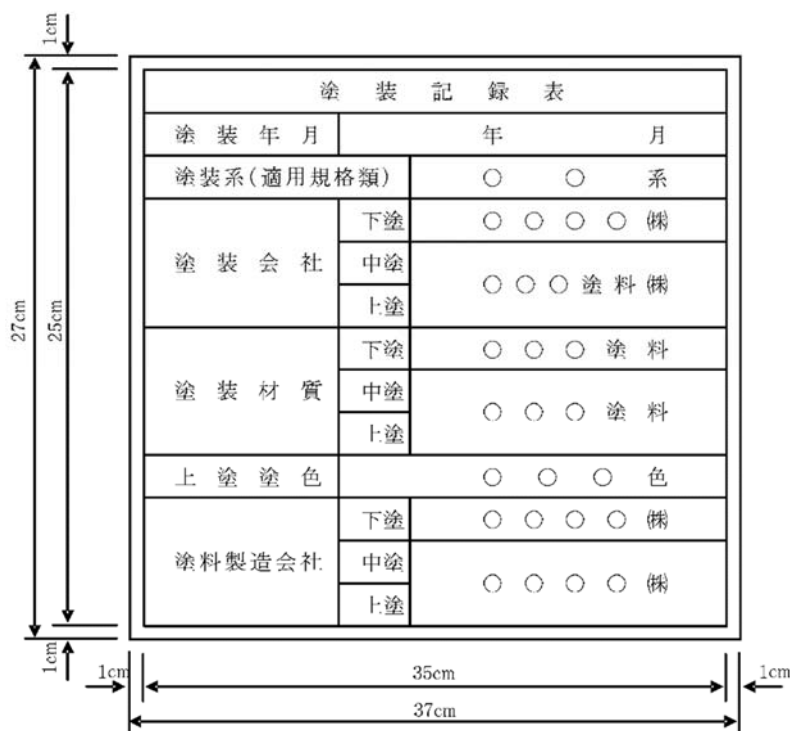 1cm
塗装記録表
塗装年月 年 月
塗装系(適用規格類) ○ ○ 系
下塗 ○○○○㈱
塗装会社 中塗 ○○○塗料㈱
上塗
下塗 ○○○塗料
塗装材質 中塗 ○○○塗料
上塗
上塗塗色 ○○○色
下塗 ○○○○㈱
塗料製造会社 中塗 ○○○○㈱
上塗
27cm
25cm
1cm
1cm 35cm 1cm
37cm